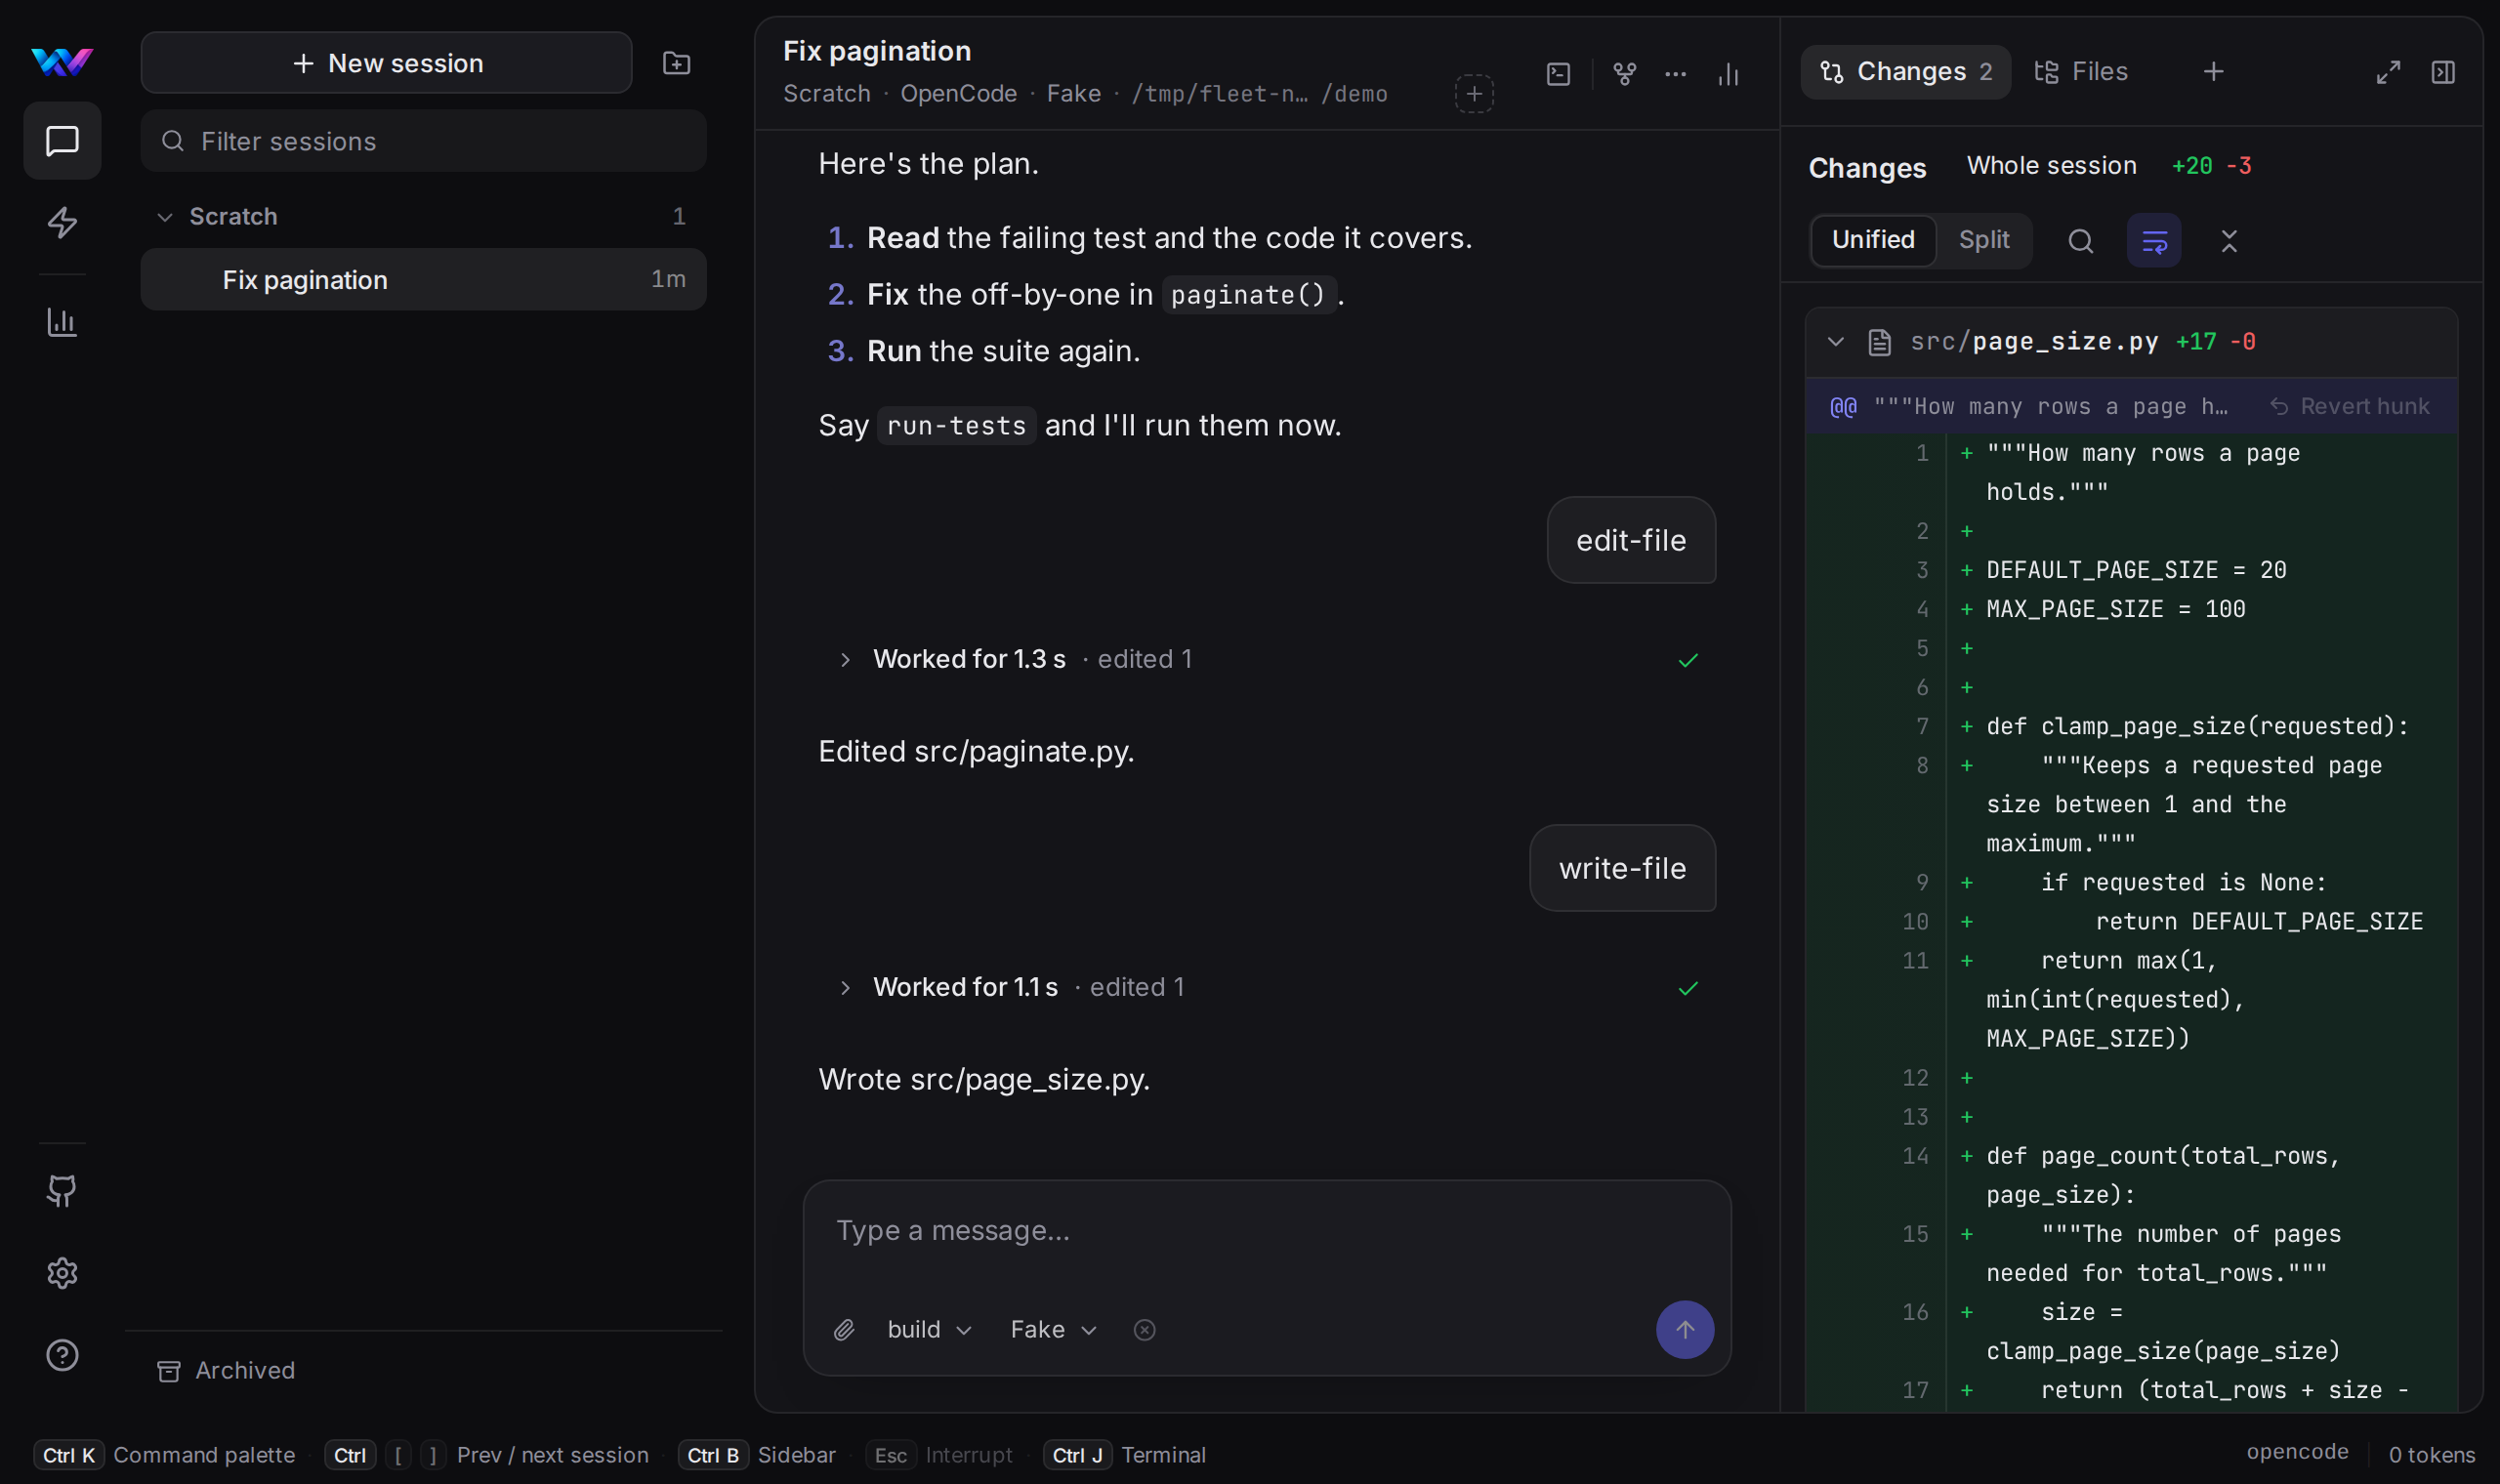 New session
Filter sessions
Scratch 1
Fix pagination 1m
Archived
Fix pagination
Scratch · OpenCode · Fake · /tmp/fleet-n… /demo
Here's the plan.
1. Read the failing test and the code it covers.
2. Fix the off-by-one in paginate().
3. Run the suite again.
Say run-tests and I'll run them now.
edit-file
Worked for 1.3 s · edited 1
Edited src/paginate.py.
write-file
Worked for 1.1 s · edited 1
Wrote src/page_size.py.
Type a message...
build Fake
Changes 2 Files
Changes Whole session +20 -3
Unified Split
src/page_size.py +17 -0
@@ """How many rows a page h… Revert hunk
1 + """How many rows a page
holds."""
2 +
3 + DEFAULT_PAGE_SIZE = 20
4 + MAX_PAGE_SIZE = 100
5 +
6 +
7 + def clamp_page_size(requested):
8 + """Keeps a requested page
size between 1 and the
maximum."""
9 + if requested is None:
10 + return DEFAULT_PAGE_SIZE
11 + return max(1,
min(int(requested),
MAX_PAGE_SIZE))
12 +
13 +
14 + def page_count(total_rows,
page_size):
15 + """The number of pages
needed for total_rows."""
16 + size =
clamp_page_size(page_size)
17 + return (total_rows + size -
Ctrl K Command palette · Ctrl [ ] Prev / next session · Ctrl B Sidebar · Esc Interrupt · Ctrl J Terminal
opencode 0 tokens